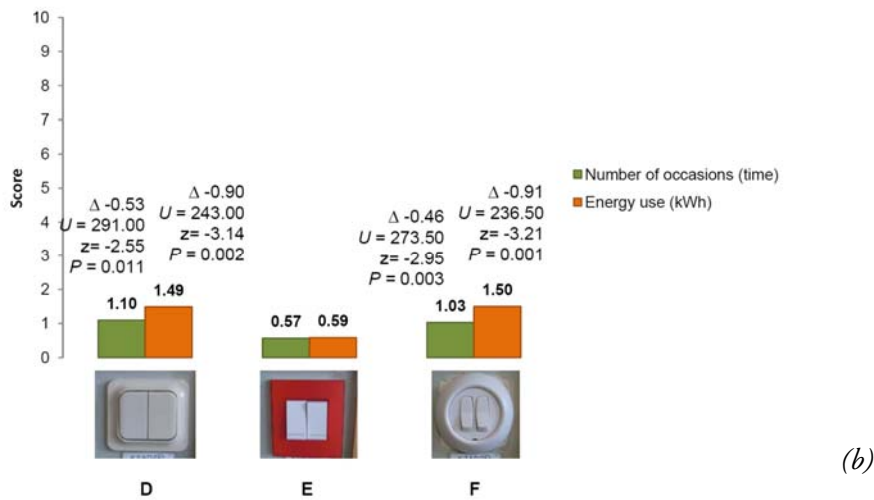 10
9
8
7
6
5
4
3
2
1
0
Score
Δ -0.53
U = 291.00
z= -2.55
P = 0.011
Δ -0.90
U = 243.00
z= -3.14
P = 0.002
Δ -0.46
U = 273.50
z= -2.95
P = 0.003
Δ -0.91
U = 236.50
z= -3.21
P = 0.001
1.10
1.49
0.57
0.59
1.03
1.50
Number of occasions (time)
Energy use (kWh)
D
E
F
(b)